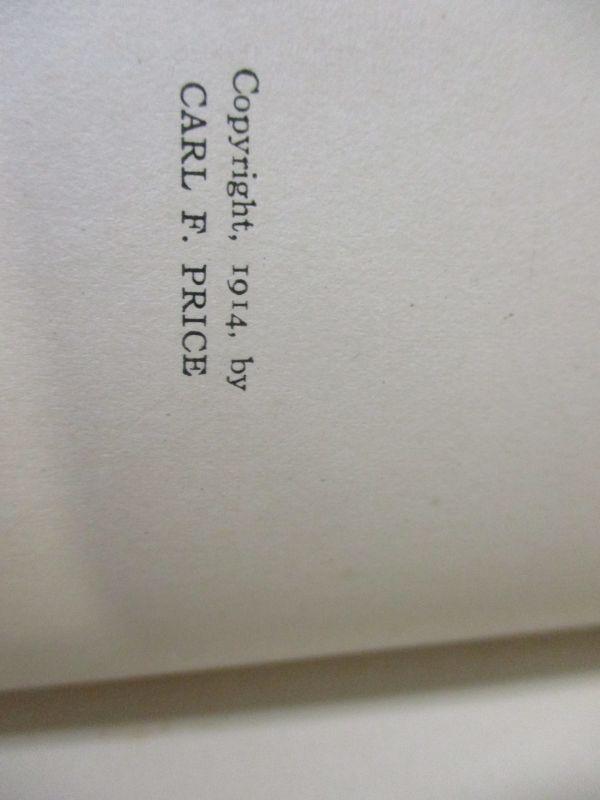 Copyright, 1914, by
CARL F. PRICE